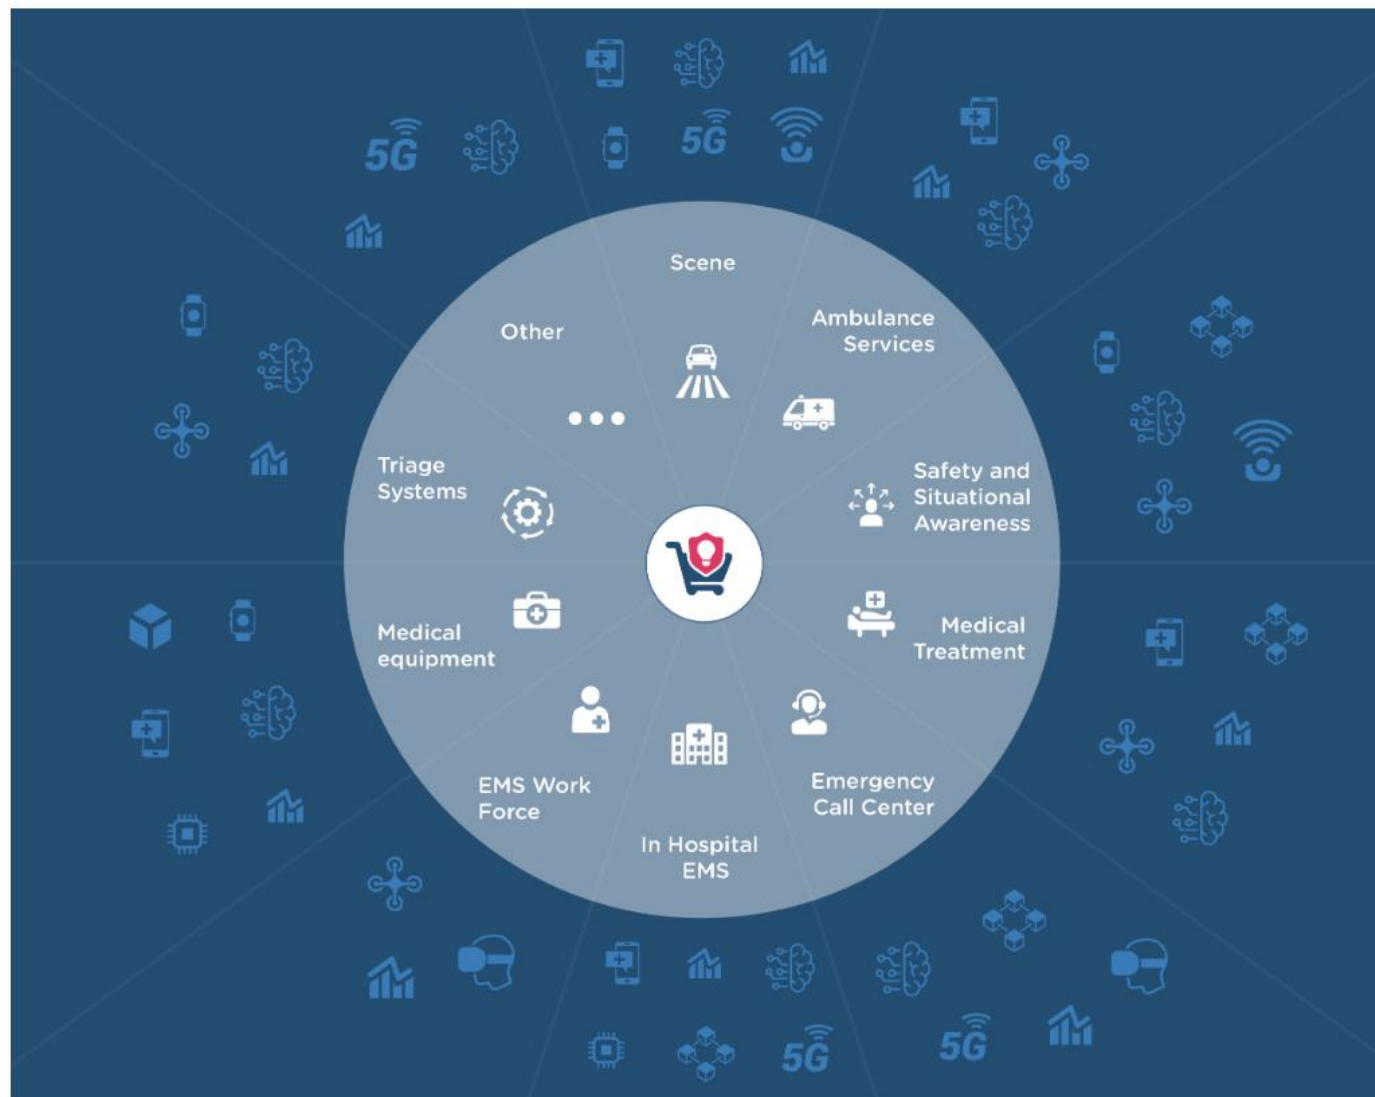 5G
5G
Scene
Other
Ambulance
Services
Triage
Systems
Safety and
Situational
Awareness
Medical
equipment
Medical
Treatment
EMS Work
Force
Emergency
Call Center
In Hospital
EMS
5G
5G